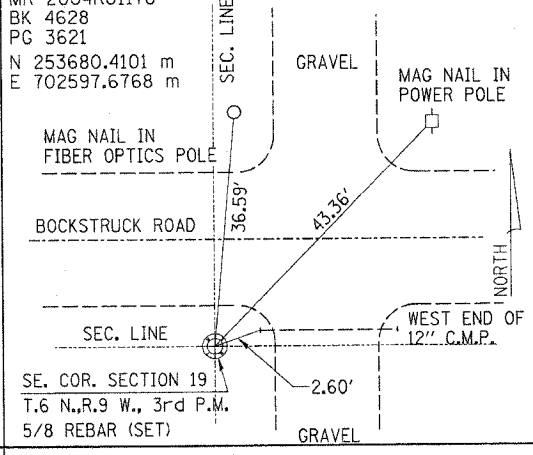 BK 4628
PG 3621
N 253680.4101 m
E 702597.6768 m
SEC. LINE
GRAVEL
MAG NAIL IN
POWER POLE
MAG NAIL IN
FIBER OPTICS POLE
36.59'
43.36'
BOCKSTRUCK ROAD
NORTH
SEC. LINE
WEST END OF
12" C.M.P.
SE. COR. SECTION 19
T.6 N.,R.9 W., 3rd P.M.
5/8 REBAR (SET)
2.60'
GRAVEL